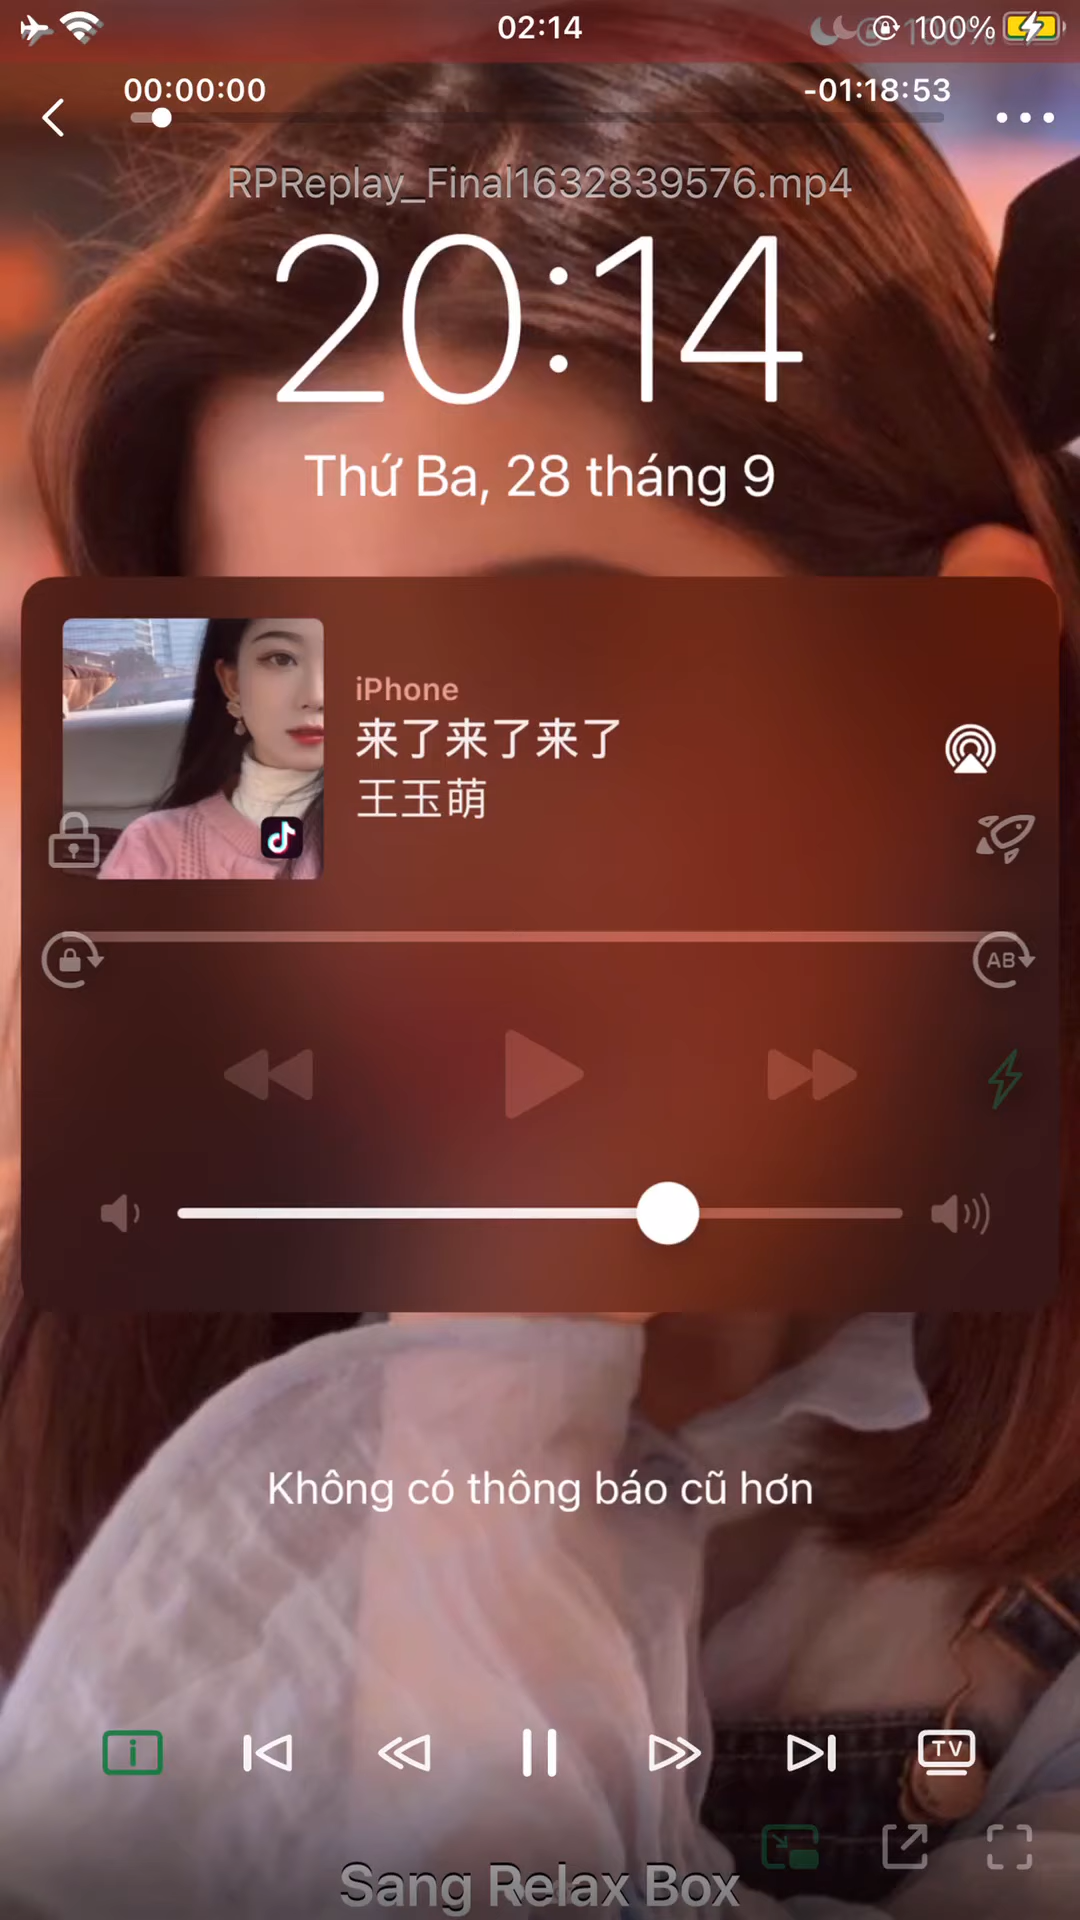 02:14
100%
00:00:00
-01:18:53
RPReplay_Final1632839576.mp4
20:14
Thứ Ba, 28 tháng 9
iPhone
来了来了来了
王玉萌
AB
Không có thông báo cũ hơn
TV
Sang Relax Box